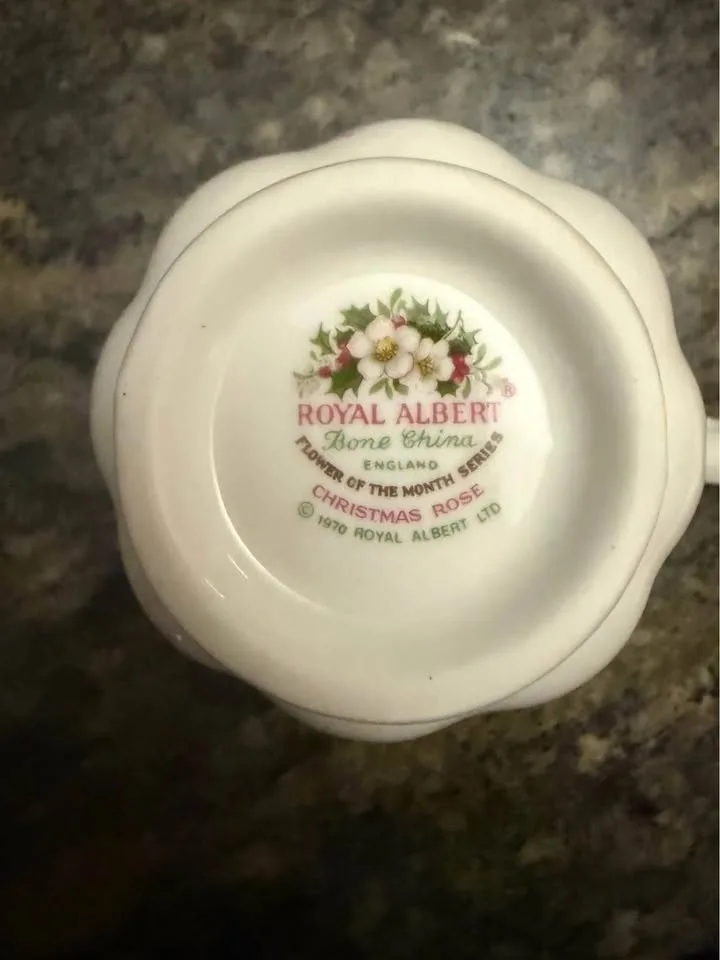 ROYAL ALBERT®
Bone China
ENGLAND
FLOWER OF THE MONTH SERIES
CHRISTMAS ROSE
© 1970 ROYAL ALBERT LTD